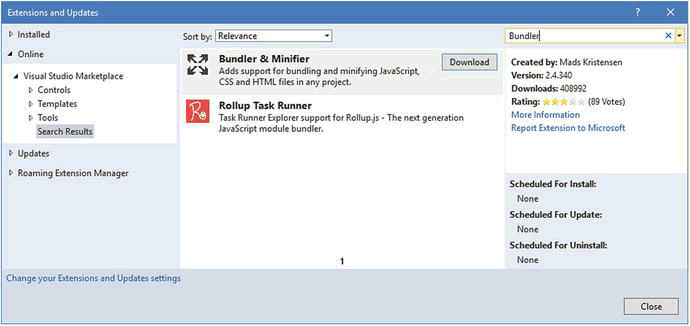 Extensions and Updates
? ×
Installed
Online
Visual Studio Marketplace
Controls
Templates
Tools
Search Results
Updates
Roaming Extension Manager
Sort by: Relevance
Bundler & Minifier
Adds support for bundling and minifying JavaScript,
CSS and HTML files in any project.
Download
Ro
Rollup Task Runner
Task Runner Explorer support for Rollup.js - The next generation
JavaScript module bundler.
1
Bundler
Created by: Mads Kristensen
Version: 2.4.340
Downloads: 408992
Rating: (89 Votes)
More Information
Report Extension to Microsoft
Scheduled For Install:
None
Scheduled For Update:
None
Scheduled For Uninstall:
None
Change your Extensions and Updates settings
Close